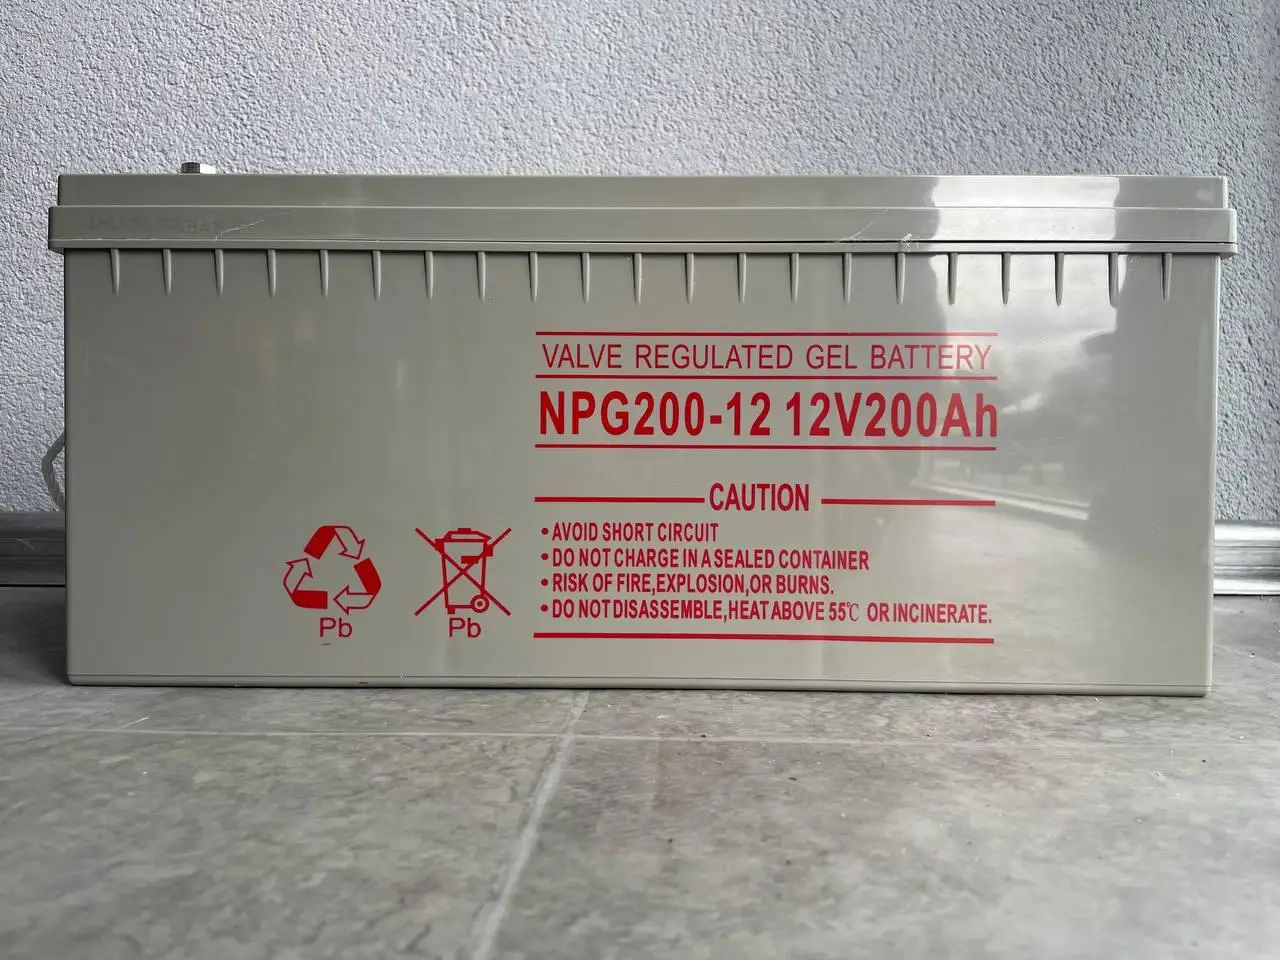 VALVE REGULATED GEL BATTERY
NPG200-12 12V200Ah
CAUTION
• AVOID SHORT CIRCUIT
• DO NOT CHARGE IN A SEALED CONTAINER
• RISK OF FIRE,EXPLOSION,OR BURNS.
• DO NOT DISASSEMBLE,HEAT ABOVE 55℃ OR INCINERATE.
Pb
Pb